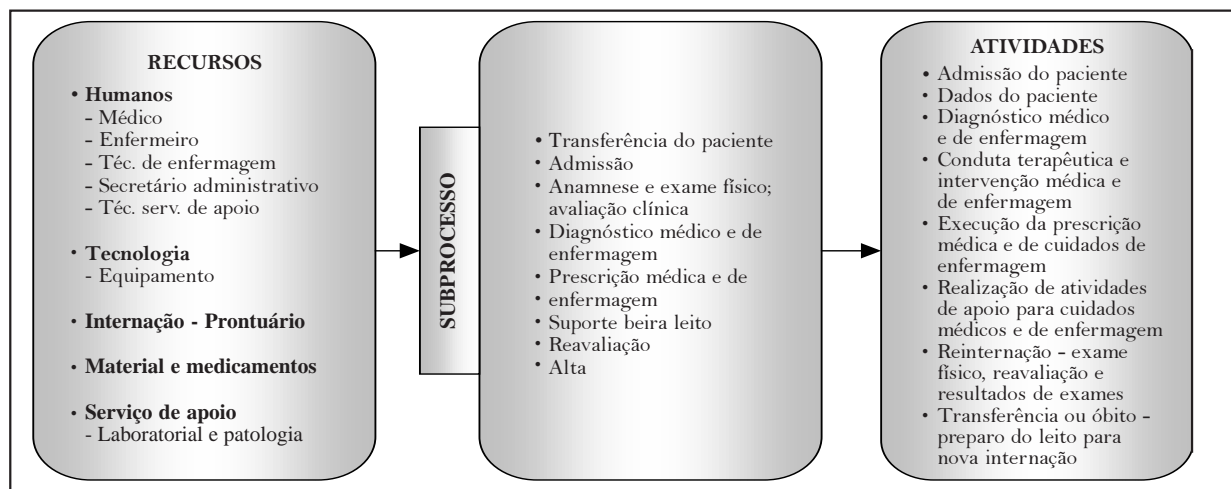 RECURSOS
• Humanos
- Médico
- Enfermeiro
- Téc. de enfermagem
- Secretário administrativo
- Téc. serv. de apoio
• Tecnologia
- Equipamento
• Internação - Prontuário
• Material e medicamentos
• Serviço de apoio
- Laboratorial e patologia
SUBPROCESSO
• Transferência do paciente
• Admissão
• Anamnese e exame físico;
avaliação clínica
• Diagnóstico médico e de
enfermagem
• Prescrição médica e de
• enfermagem
• Suporte beira leito
• Reavaliação
• Alta
ATIVIDADES
• Admissão do paciente
• Dados do paciente
• Diagnóstico médico
e de enfermagem
• Conduta terapêutica e
intervenção médica e
de enfermagem
• Execução da prescrição
médica e de cuidados de
enfermagem
• Realização de atividades
de apoio para cuidados
médicos e de enfermagem
• Reinternação - exame
físico, reavaliação e
resultados de exames
• Transferência ou óbito -
preparo do leito para
nova internação